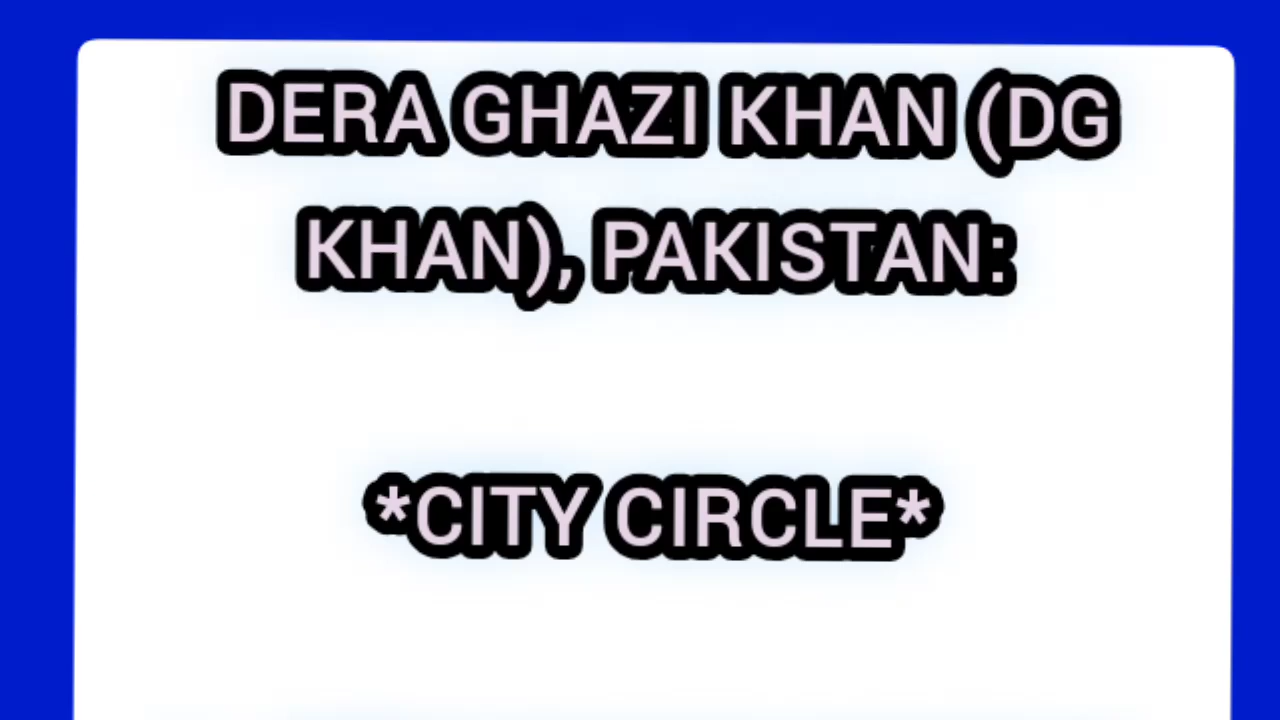 DERA GHAZI KHAN (DG
KHAN), PAKISTAN:
*CITY CIRCLE*